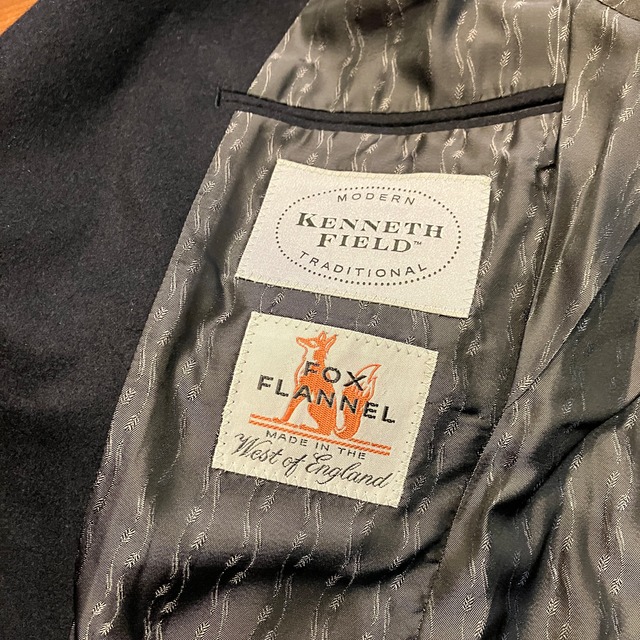 MODERN
KENNETH
FIELD™
TRADITIONAL
FOX
FLANNEL
MADE IN THE
West of England